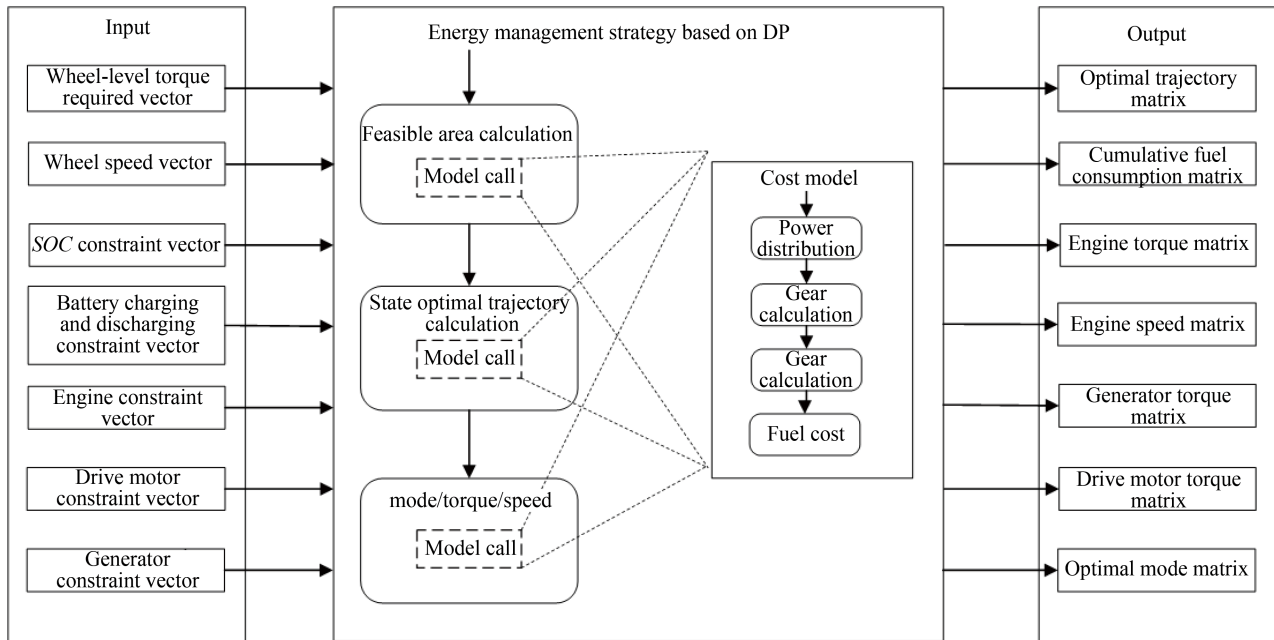 Input
Wheel-level torque
required vector
Wheel speed vector
SOC constraint vector
Battery charging
and discharging
constraint vector
Engine constraint
vector
Drive motor
constraint vector
Generator
constraint vector
Energy management strategy based on DP
Feasible area calculation
Model call
State optimal trajectory
calculation
Model call
mode/torque/speed
Model call
Cost model
Power
distribution
Gear
calculation
Gear
calculation
Fuel cost
Output
Optimal trajectory
matrix
Cumulative fuel
consumption matrix
Engine torque matrix
Engine speed matrix
Generator torque
matrix
Drive motor torque
matrix
Optimal mode matrix